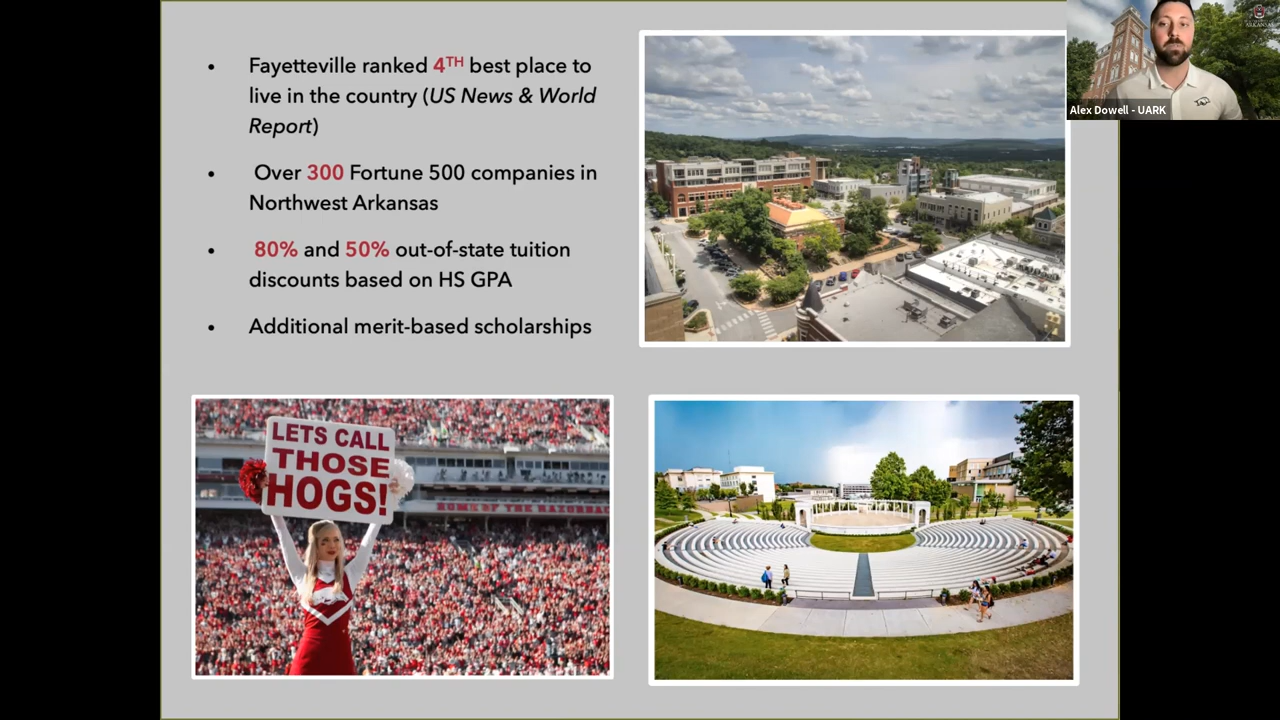 Fayetteville ranked 4TH best place to
live in the country (US News & World
Report)
Over 300 Fortune 500 companies in
Northwest Arkansas
80% and 50% out-of-state tuition
discounts based on HS GPA
Additional merit-based scholarships
ARKANSAS
Alex Dowell - UARK
LETS CALL
THOSE
HOGS!
HOME OF THE RAZORBA